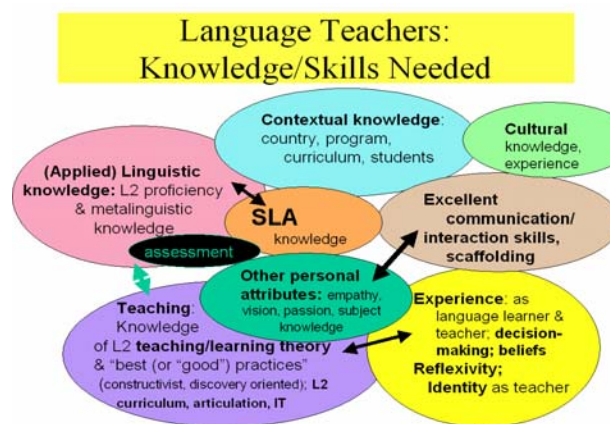 Language Teachers:
Knowledge/Skills Needed
Contextual knowledge:
country, program,
curriculum, students
Cultural
knowledge,
experience
(Applied) Linguistic
knowledge: L2 proficiency
& metalinguistic
knowledge
SLA
knowledge
Excellent
communication/
interaction skills,
scaffolding
assessment
Other personal
attributes: empathy,
vision, passion, subject
knowledge
Teaching:
Knowledge
of L2 teaching/learning theory
& “best (or “good”) practices”
(constructivist, discovery oriented); L2
curriculum, articulation, IT
Experience: as
language learner &
teacher; decision-
making; beliefs
Reflexivity;
Identity as teacher